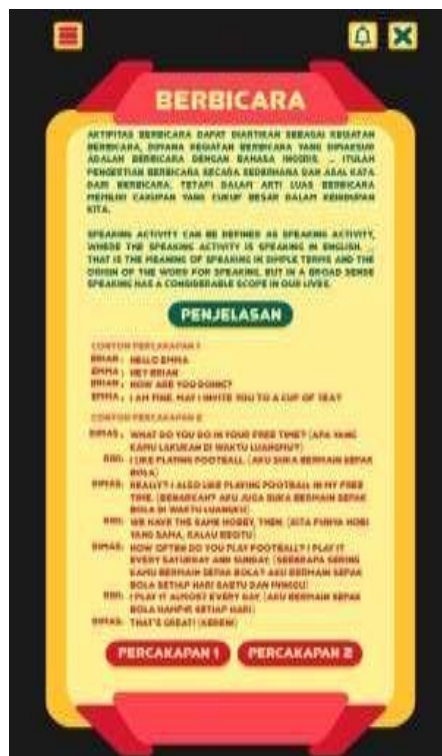 BERBICARA
AKTIFITAS BERBICARA DAPAT DIARTIKAN SEBAGAI KEGIATAN
BERBICARA, DIMANA KEGIATAN BERBICARA YANG DIMAKSUD
ADALAH BERBICARA DENGAN BAHASA INGGRIS. ... ITULAH
PENGERTIAN BERBICARA SECARA SEDERHANA DAN ASAL KATA
DARI BERBICARA. TETAPI DALAM ARTI LUAS BERBICARA
MEMILIKI CAKUPAN YANG CUKUP BESAR DALAM KEHIDUPAN
KITA.
SPEAKING ACTIVITY CAN BE DEFINED AS SPEAKING ACTIVITY,
WHERE THE SPEAKING ACTIVITY IS SPEAKING IN ENGLISH. ...
THAT IS THE MEANING OF SPEAKING IN SIMPLE TERMS AND THE
ORIGIN OF THE WORD FOR SPEAKING. BUT IN A BROAD SENSE
SPEAKING HAS A CONSIDERABLE SCOPE IN OUR LIVES.
PENJELASAN
CONTOH PERCAKAPAN 1
BRIAN : HELLO EMMA
EMMA : HEY BRIAN
BRIAN : HOW ARE YOU DOING?
EMMA : I AM FINE. MAY I INVITE YOU TO A CUP OF TEA?
CONTOH PERCAKAPAN 2
DIMAS : WHAT DO YOU DO IN YOUR FREE TIME? (APA YANG
KAMU LAKUKAN DI WAKTU LUANGMU?)
I LIKE PLAYING FOOTBALL. (AKU SUKA BERMAIN SEPAK
BOLA)
DIMAS: REALLY? I ALSO LIKE PLAYING FOOTBALL IN MY FREE
TIME. (BENARKAH? AKU JUGA SUKA BERMAIN SEPAK
BOLA DI WAKTU LUANGKU)
WE HAVE THE SAME HOBBY, THEN. (KITA PUNYA HOBI
YANG SAMA, KALAU BEGITU)
DIMAS: HOW OFTEN DO YOU PLAY FOOTBALL? I PLAY IT
EVERY SATURDAY AND SUNDAY. (SEBERAPA SERING
KAMU BERMAIN SEPAK BOLA? AKU BERMAIN SEPAK
BOLA SETIAP HARI SABTU DAN MINGGU)
I PLAY IT ALMOST EVERY DAY. (AKU BERMAIN SEPAK
BOLA HAMPIR SETIAP HARI)
DIMAS: THAT'S GREAT! (KEREN!)
PERCAKAPAN 1
PERCAKAPAN 2